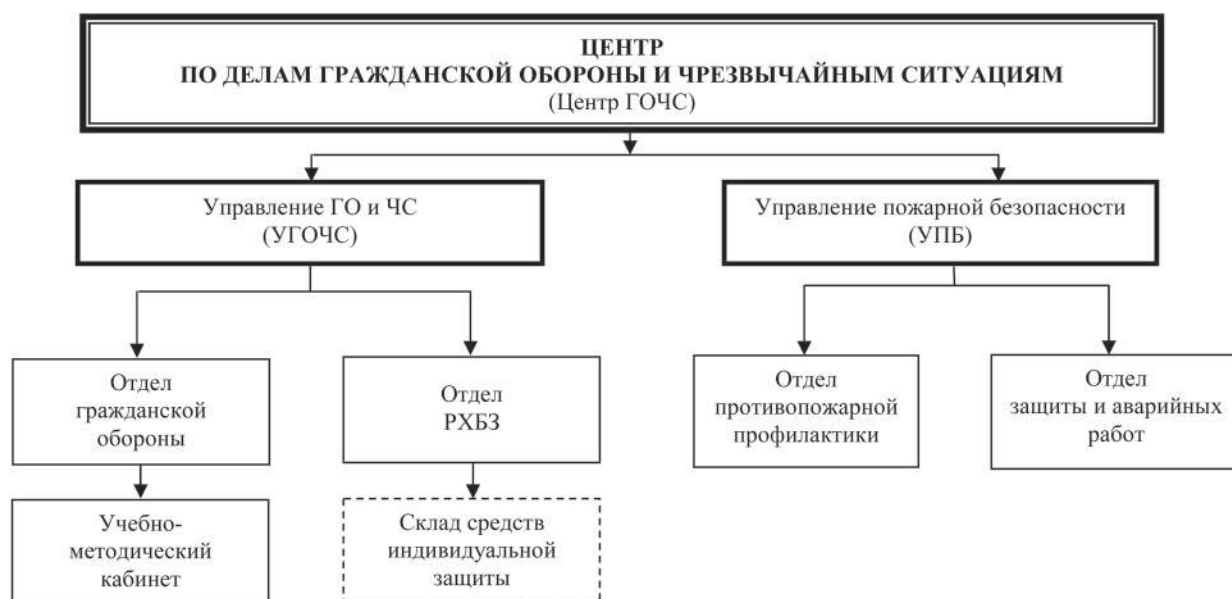 ЦЕНТР
ПО ДЕЛАМ ГРАЖДАНСКОЙ ОБОРОНЫ И ЧРЕЗВЫЧАЙНЫМ СИТУАЦИЯМ
(Центр ГОЧС)
Управление ГО и ЧС
(УГОЧС)
Управление пожарной безопасности
(УПБ)
Отдел
гражданской
обороны
Отдел
РХБЗ
Отдел
противопожарной
профилактики
Отдел
защиты и аварийных
работ
Учебно-
методический
кабинет
Склад средств
индивидуальной
защиты